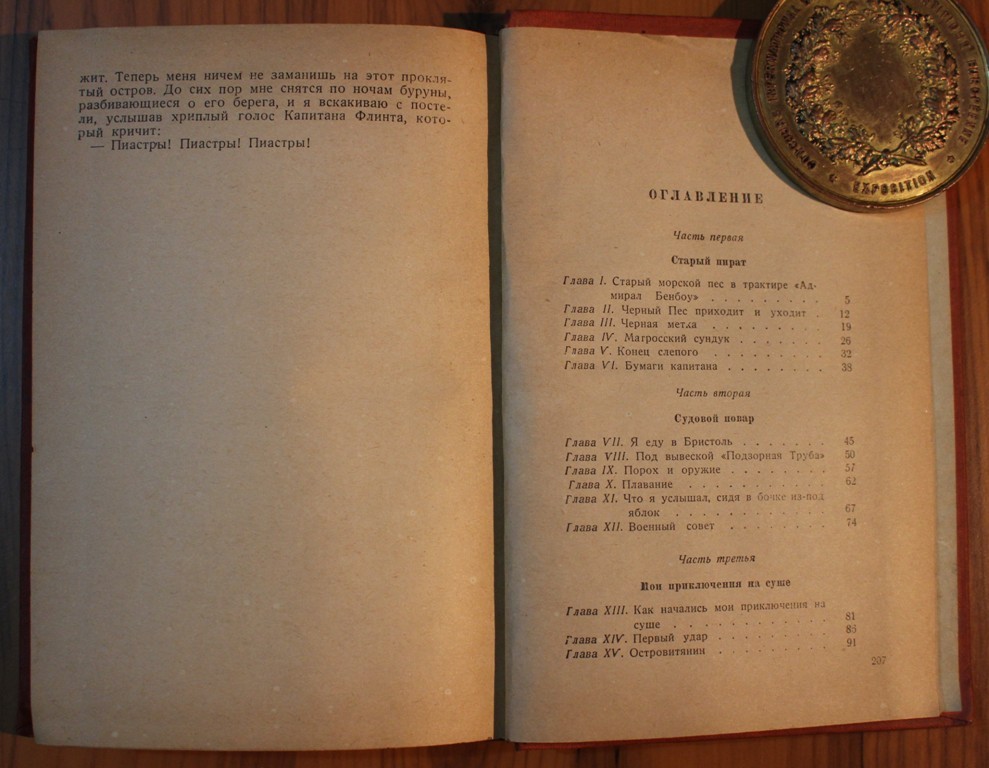 жит. Теперь меня ничем не заманишь на этот прокля-
тый остров. До сих пор мне снятся по ночам буруны,
разбивающиеся о его берега, и я вскакиваю с посте-
ли, услышав хриплый голос Капитана Флинта, кото-
рый кричит:
— Пиастры! Пиастры! Пиастры!
ОГЛАВЛЕНИЕ
Часть первая
Старый пират
Глава I. Старый морской пес в трактире «Ад-
мирал Бенбоу» . . . . . . . . . 5
Глава II. Черный Пес приходит и уходит . 12
Глава III. Черная метка . . . . . . . . 19
Глава IV. Матросский сундук . . . . . . . 26
Глава V. Конец слепого . . . . . . . . 32
Глава VI. Бумаги капитана . . . . . . . 38
Часть вторая
Судовой повар
Глава VII. Я еду в Бристоль . . . . . . . 45
Глава VIII. Под вывеской «Подзорная Труба» 50
Глава IX. Порох и оружие . . . . . . . . 57
Глава X. Плавание . . . . . . . . . . . 62
Глава XI. Что я услышал, сидя в бочке из-под
яблок . . . . . . . . . . . . 67
Глава XII. Военный совет . . . . . . . . 74
Часть третья
Мои приключения на суше
Глава XIII. Как начались мои приключения на
суше . . . . . . . . . . . . 81
Глава XIV. Первый удар . . . . . . . . 86
Глава XV. Островитянин . . . . . . . . 91
207
EXPOSITION